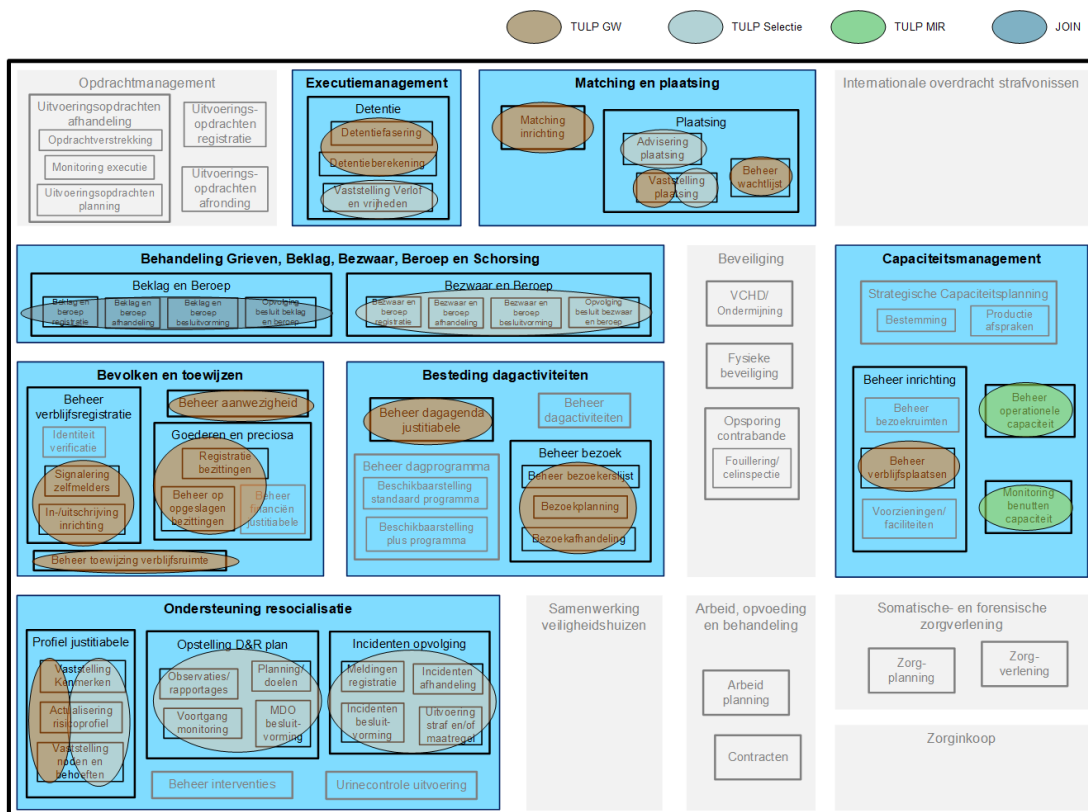 TULP GW
TULP Selectie
TULP MIR
JOIN
Opdrachtmanagement
Uitvoeringsopdrachten
afhandeling
Opdrachtverstrekking
Monitoring executie
Uitvoeringsopdrachten
planning
Uitvoerings-
opdrachten
registratie
Uitvoerings-
opdrachten
afronding
Executiemanagement
Detentie
Detentiefasering
Detentieberekening
Vaststelling Verlof
en vrijheden
Matching en plaatsing
Matching
inrichting
Plaatsing
Advisering
plaatsing
Vaststelling
plaatsing
Beheer
wachtlijst
Internationale overdracht strafvonissen
Behandeling Grieven, Beklag, Bezwaar, Beroep en Schorsing
Beklag en Beroep
Beklag en
beroep
registratie
Beklag en
beroep
afhandeling
Beklag en
beroep
besluitvorming
Opvolging
besluit beklag
en beroep
Bezwaar en Beroep
Bezwaar en
beroep
registratie
Bezwaar en
beroep
afhandeling
Bezwaar en
beroep
besluitvorming
Opvolging
besluit bezwaar
en beroep
Beveiliging
VCHD/
Ondermijning
Fysieke
beveiliging
Opsporing
contrabande
Fouillering/
celinspectie
Capaciteitsmanagement
Strategische Capaciteitsplanning
Bestemming
Productie
afspraken
Beheer inrichting
Beheer
bezoekruimten
Beheer
verblijfsplaatsen
Voorzieningen/
faciliteiten
Beheer
operationele
capaciteit
Monitoring
benutten
capaciteit
Bevolken en toewijzen
Beheer
verblijfsregistratie
Identiteit
verificatie
Signalering
zelfmelders
In-/uitschrijving
inrichting
Beheer aanwezigheid
Goederen en preciosa
Registratie
bezittingen
Beheer op
opgeslagen
bezittingen
Beheer
financiën
justitiabele
Beheer toewijzing verblijfsruimte
Besteding dagactiviteiten
Beheer dagagenda
justitiabele
Beheer
dagactiviteiten
Beheer dagprogramma
Beschikbaarstelling
standaard programma
Beschikbaarstelling
plus programma
Beheer bezoek
Beheer bezoekerslijst
Bezoekplanning
Bezoekafhandeling
Ondersteuning resocialisatie
Profiel justitiabele
Vaststelling
Kenmerken
Actualisering
risicoprofiel
Vaststelling
noden en
behoeften
Opstelling D&R plan
Observaties/
rapportages
Planning/
doelen
Voortgang
monitoring
MDO
besluit-
vorming
Incidenten opvolging
Meldingen
registratie
Incidenten
afhandeling
Incidenten
besluit-
vorming
Uitvoering
straf en/of
maatregel
Beheer interventies
Urinecontrole uitvoering
Samenwerking
veiligheidshuizen
Arbeid, opvoeding
en behandeling
Arbeid
planning
Contracten
Somatische- en forensische
zorgverlening
Zorg-
planning
Zorg-
verlening
Zorginkoop